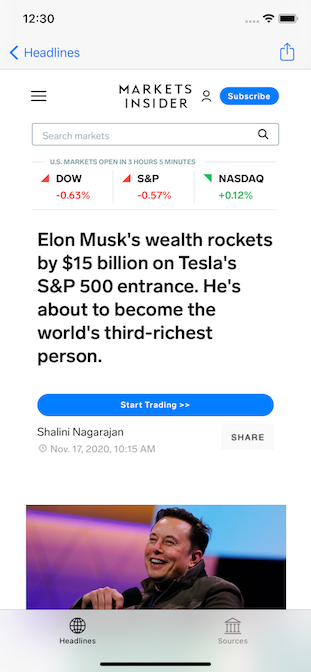 12:30
Headlines
MARKETS
INSIDER
Subscribe
Search markets
U.S. MARKETS OPEN IN 3 HOURS 5 MINUTES
DOW S&P NASDAQ
-0.63% -0.57% +0.12%
Elon Musk's wealth rockets
by $15 billion on Tesla's
S&P 500 entrance. He's
about to become the
world's third-richest
person.
Start Trading >>
Shalini Nagarajan
Nov. 17, 2020, 10:15 AM
SHARE
Headlines
Sources